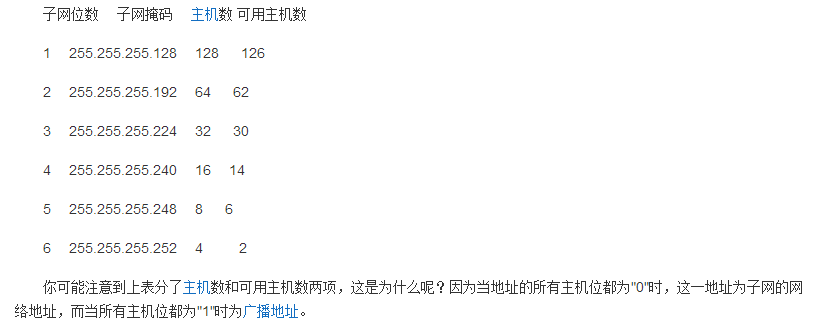 子网位数 子网掩码 主机数 可用主机数
1 255.255.255.128 128 126
2 255.255.255.192 64 62
3 255.255.255.224 32 30
4 255.255.255.240 16 14
5 255.255.255.248 8 6
6 255.255.255.252 4 2
你可能注意到上表分了主机数和可用主机数两项，这是为什么呢？因为当地址的所有主机位都为"0"时，这一地址为子网的网
络地址，而当所有主机位都为"1"时为广播地址。